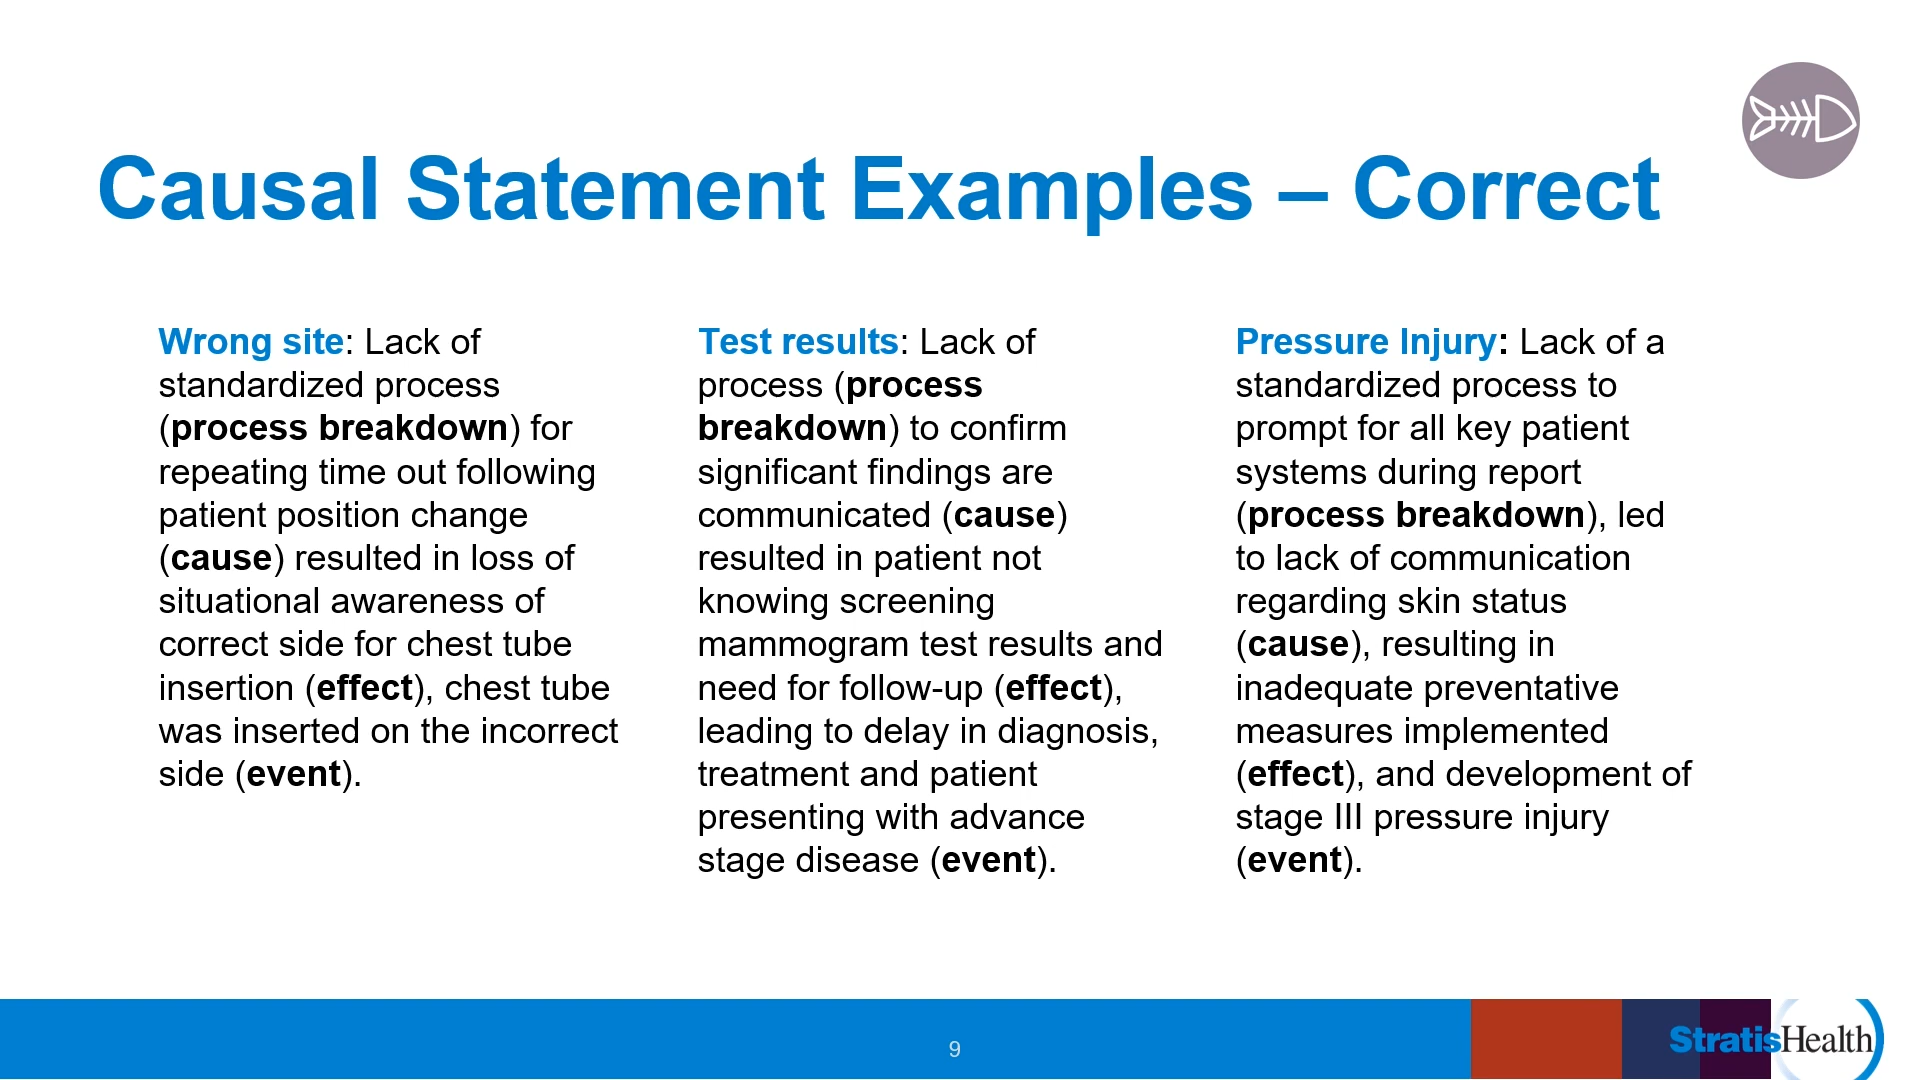 Causal Statement Examples – Correct
Wrong site: Lack of
standardized process
(process breakdown) for
repeating time out following
patient position change
(cause) resulted in loss of
situational awareness of
correct side for chest tube
insertion (effect), chest tube
was inserted on the incorrect
side (event).
Test results: Lack of
process (process
breakdown) to confirm
significant findings are
communicated (cause)
resulted in patient not
knowing screening
mammogram test results and
need for follow-up (effect),
leading to delay in diagnosis,
treatment and patient
presenting with advance
stage disease (event).
Pressure Injury: Lack of a
standardized process to
prompt for all key patient
systems during report
(process breakdown), led
to lack of communication
regarding skin status
(cause), resulting in
inadequate preventative
measures implemented
(effect), and development of
stage III pressure injury
(event).
9
StratisHealth